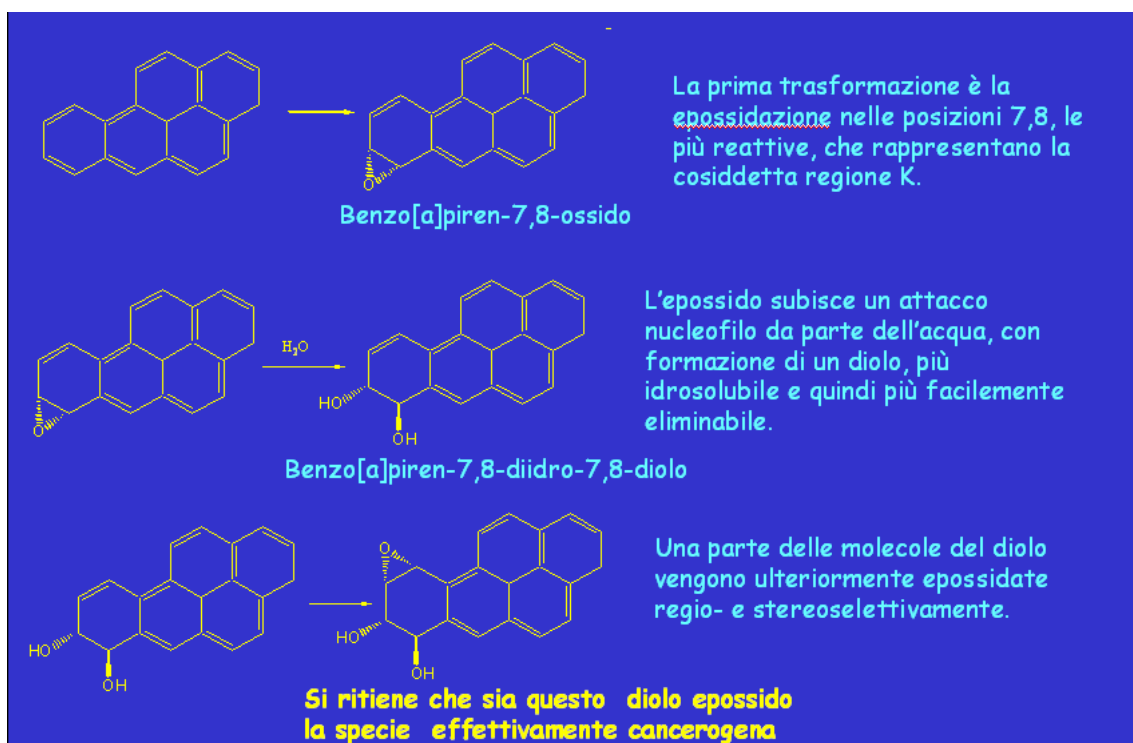 La prima trasformazione è la
epossidazione nelle posizioni 7,8, le
più reattive, che rappresentano la
cosiddetta regione K.
O
Benzo[a]piren-7,8-ossido
L'epossido subisce un attacco
nucleofilo da parte dell'acqua, con
formazione di un diolo, più
idrosolubile e quindi più facilemente
eliminabile.
H₂O
O
HO
OH
Benzo[a]piren-7,8-diidro-7,8-diolo
Una parte delle molecole del diolo
vengono ulteriormente epossidate
regio- e stereoselettivamente.
HO
OH
O
HO
OH
Si ritiene che sia questo diolo epossido
la specie effettivamente cancerogena